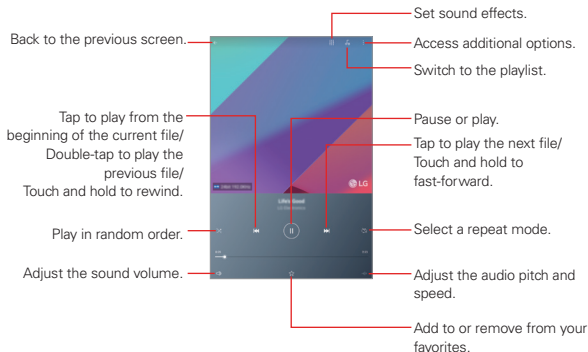 Set sound effects.
Back to the previous screen.
Access additional options.
Switch to the playlist.
Tap to play from the
beginning of the current file/
Double-tap to play the
previous file/
Touch and hold to rewind.
Pause or play.
Tap to play the next file/
Touch and hold to
fast-forward.
LG
Life's Good
Play in random order.
Select a repeat mode.
Adjust the sound volume.
Adjust the audio pitch and
speed.
Add to or remove from your
favorites.